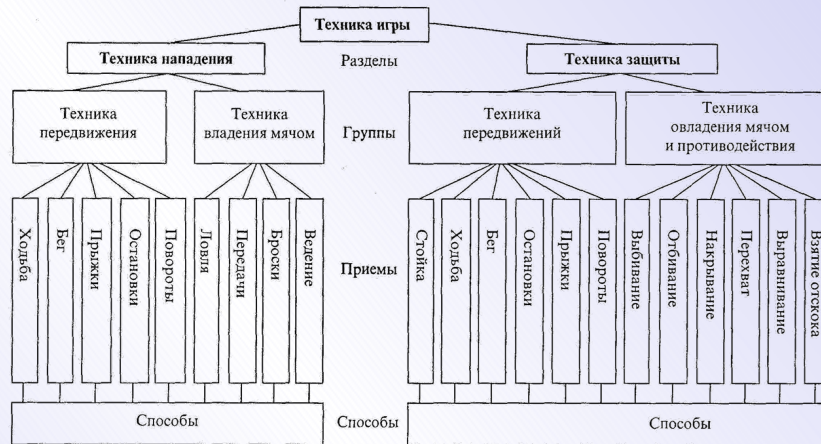 Техника игры
Техника нападения
Разделы
Техника защиты
Техника
передвижения
Техника
владения мячом
Группы
Техника
передвижений
Техника
овладения мячом
и противодействия
Ходьба
Бег
Прыжки
Остановки
Повороты
Ловля
Передачи
Броски
Ведение
Приемы
Стойка
Ходьба
Бег
Остановки
Прыжки
Повороты
Выбивание
Отбивание
Накрывание
Перехват
Выравнивание
Взятие отскока
Способы
Способы
Способы